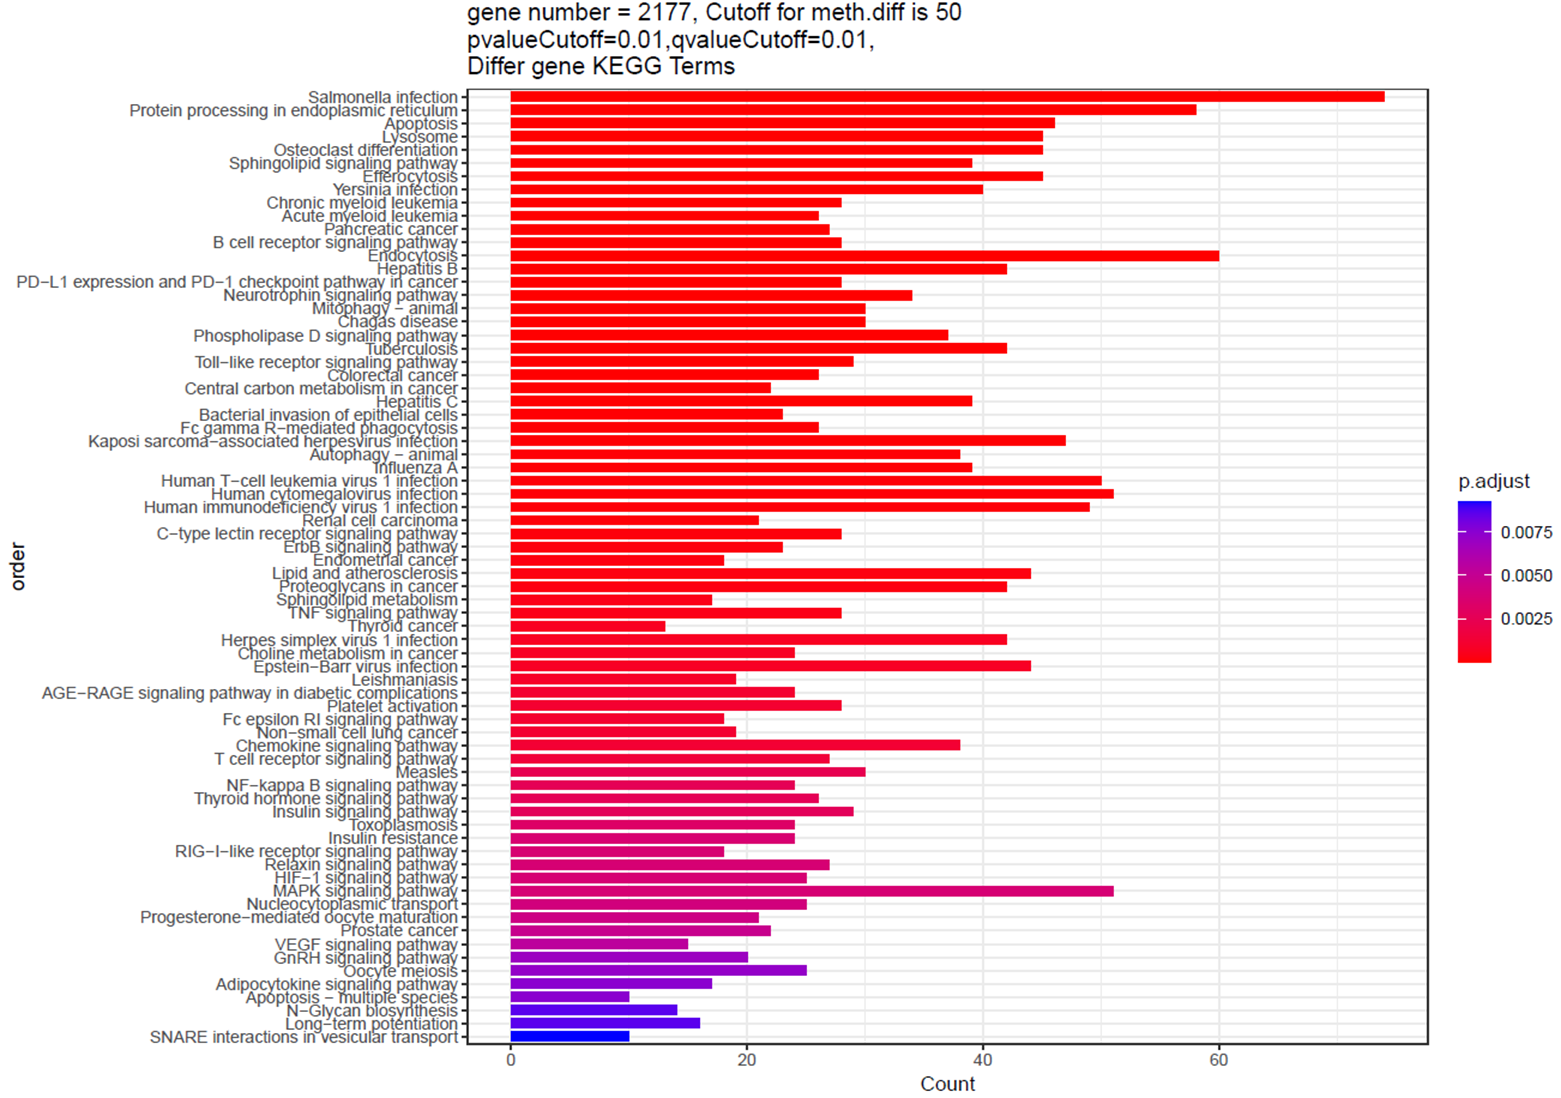 gene number = 2177, Cutoff for meth.diff is 50
pvalueCutoff=0.01,qvalueCutoff=0.01,
Differ gene KEGG Terms
Salmonella infection
Protein processing in endoplasmic reticulum
Apoptosis
Lysosome
Osteoclast differentiation
Sphingolipid signaling pathway
Efferocytosis
Yersinia infection
Chronic myeloid leukemia
Acute myeloid leukemia
Pancreatic cancer
B cell receptor signaling pathway
Endocytosis
Hepatitis B
PD−L1 expression and PD−1 checkpoint pathway in cancer
Neurotrophin signaling pathway
Mitophagy − animal
Chagas disease
Phospholipase D signaling pathway
Tuberculosis
Toll−like receptor signaling pathway
Colorectal cancer
Central carbon metabolism in cancer
Hepatitis C
Bacterial invasion of epithelial cells
Fc gamma R−mediated phagocytosis
Kaposi sarcoma−associated herpesvirus infection
Autophagy − animal
Influenza A
Human T−cell leukemia virus 1 infection
Human cytomegalovirus infection
Human immunodeficiency virus 1 infection
Renal cell carcinoma
C−type lectin receptor signaling pathway
ErbB signaling pathway
Endometrial cancer
Lipid and atherosclerosis
Proteoglycans in cancer
Sphingolipid metabolism
TNF signaling pathway
Thyroid cancer
Herpes simplex virus 1 infection
Choline metabolism in cancer
Epstein−Barr virus infection
Leishmaniasis
AGE−RAGE signaling pathway in diabetic complications
Platelet activation
Fc epsilon RI signaling pathway
Non−small cell lung cancer
Chemokine signaling pathway
T cell receptor signaling pathway
Measles
NF−kappa B signaling pathway
Thyroid hormone signaling pathway
Insulin signaling pathway
Toxoplasmosis
Insulin resistance
RIG−I−like receptor signaling pathway
Relaxin signaling pathway
HIF−1 signaling pathway
MAPK signaling pathway
Nucleocytoplasmic transport
Progesterone−mediated oocyte maturation
Prostate cancer
VEGF signaling pathway
GnRH signaling pathway
Oocyte meiosis
Adipocytokine signaling pathway
Apoptosis − multiple species
N−Glycan biosynthesis
Long−term potentiation
SNARE interactions in vesicular transport
order
0 20 40 60
Count
p.adjust
0.0075
0.0050
0.0025